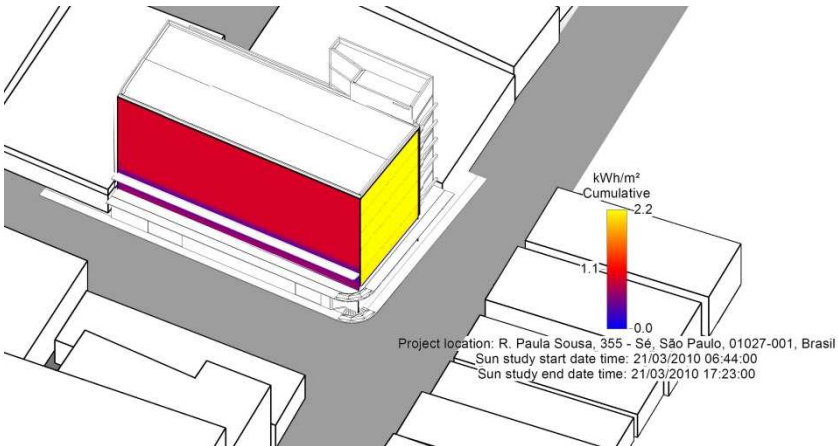 kWh/m²
Cumulative
2.2
1.1
0.0
Project location: R. Paula Sousa, 355 - Sé, São Paulo, 01027-001, Brasil
Sun study start date time: 21/03/2010 06:44:00
Sun study end date time: 21/03/2010 17:23:00